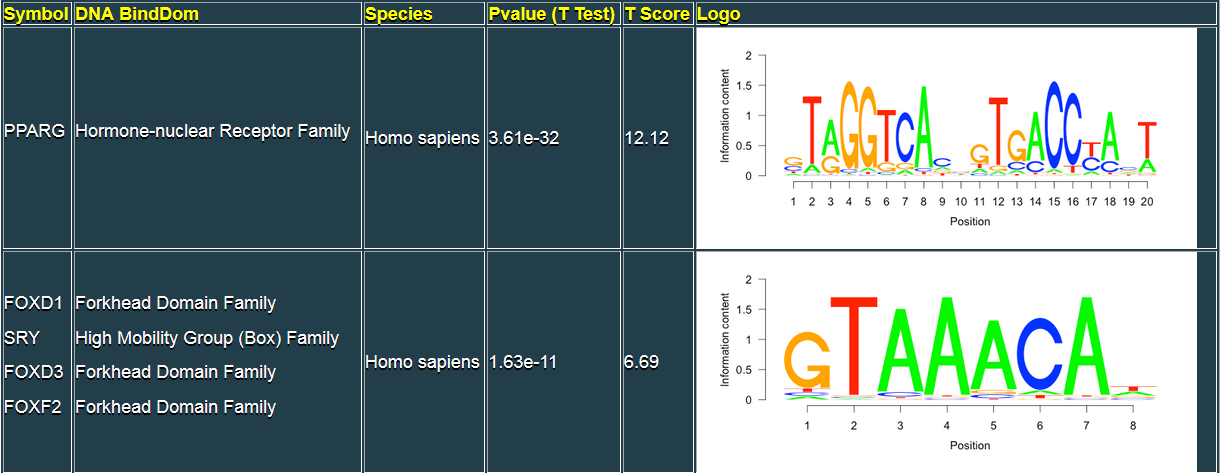 Symbol DNA BindDom Species Pvalue (T Test) T Score Logo
PPARG Hormone-nuclear Receptor Family Homo sapiens 3.61e-32 12.12
Information content
2
1.5
1
0.5
0
1 2 3 4 5 6 7 8 9 10 11 12 13 14 15 16 17 18 19 20
Position
FOXD1 Forkhead Domain Family
SRY High Mobility Group (Box) Family
FOXD3 Forkhead Domain Family
FOXF2 Forkhead Domain Family
Homo sapiens 1.63e-11 6.69
Information content
2
1.5
1
0.5
0
GTAAACA
1 2 3 4 5 6 7 8
Position